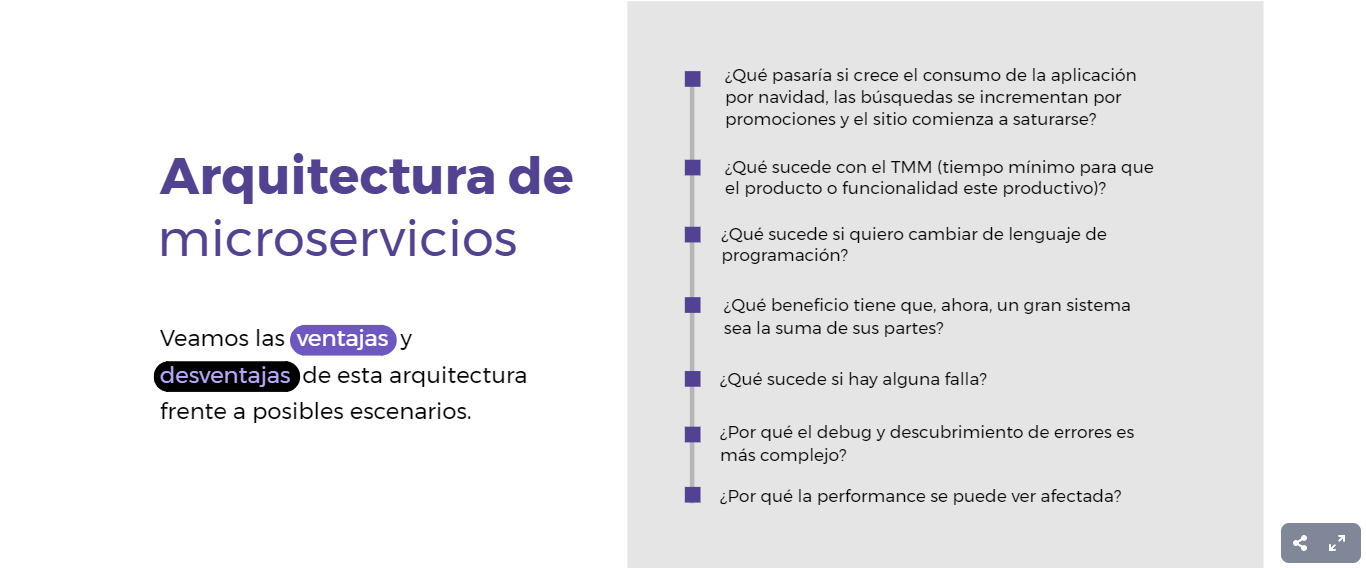 Arquitectura de
microservicios
Veamos las ventajas y
desventajas de esta arquitectura
frente a posibles escenarios.
¿Qué pasaría si crece el consumo de la aplicación
por navidad, las búsquedas se incrementan por
promociones y el sitio comienza a saturarse?
¿Qué sucede con el TMM (tiempo mínimo para que
el producto o funcionalidad este productivo)?
¿Qué sucede si quiero cambiar de lenguaje de
programación?
¿Qué beneficio tiene que, ahora, un gran sistema
sea la suma de sus partes?
¿Qué sucede si hay alguna falla?
¿Por qué el debug y descubrimiento de errores es
más complejo?
¿Por qué la performance se puede ver afectada?